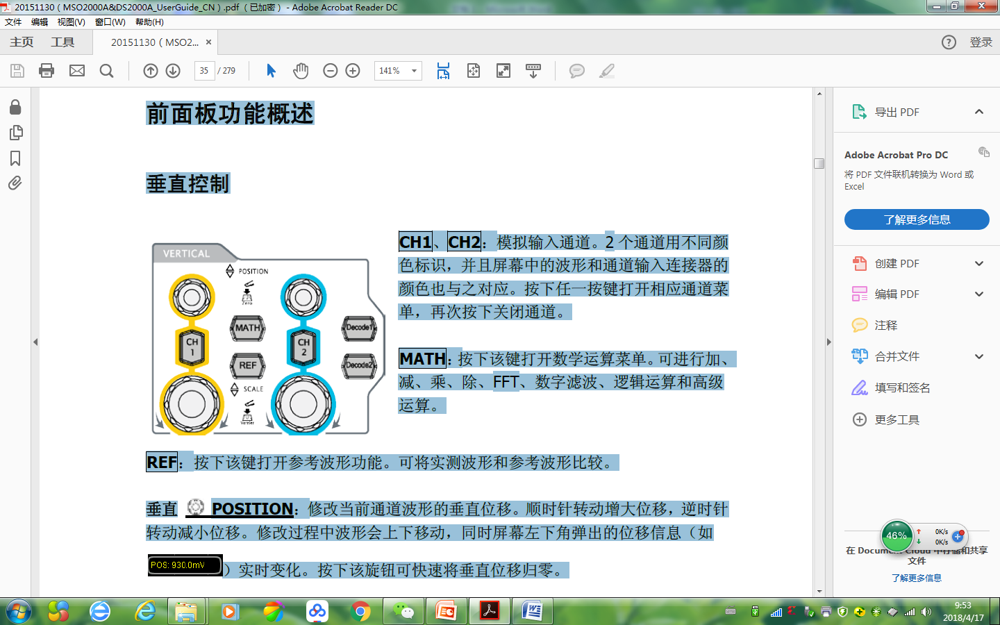 20151130（MSO2000A&DS2000A_UserGuide_CN）.pdf （已加密） - Adobe Acrobat Reader DC
文件 编辑 视图(V) 窗口(W) 帮助(H)
主页 工具 20151130（MSO2... × 登录
35 / 279 141%
前面板功能概述
垂直控制
VERTICAL
POSITION
Zero
MATH
CH 1
CH 2
Decode1
REF
Decode2
SCALE
Vernier
CH1、CH2：模拟输入通道。2 个通道用不同颜
色标识，并且屏幕中的波形和通道输入连接器的
颜色也与之对应。按下任一按键打开相应通道菜
单，再次按下关闭通道。
MATH：按下该键打开数学运算菜单。可进行加、
减、乘、除、FFT、数字滤波、逻辑运算和高级
运算。
REF：按下该键打开参考波形功能。可将实测波形和参考波形比较。
垂直 POSITION：修改当前通道波形的垂直位移。顺时针转动增大位移，逆时针
转动减小位移。修改过程中波形会上下移动，同时屏幕左下角弹出的位移信息（如
POS: 930.0mV）实时变化。按下该旋钮可快速将垂直位移归零。
导出 PDF
Adobe Acrobat Pro DC
将 PDF 文件联机转换为 Word 或
Excel
了解更多信息
创建 PDF
编辑 PDF
注释
合并文件
填写和签名
更多工具
46%
0K/s
0K/s
在 Document Cloud 中存储和共享
文件
了解更多信息
9:53
2018/4/17